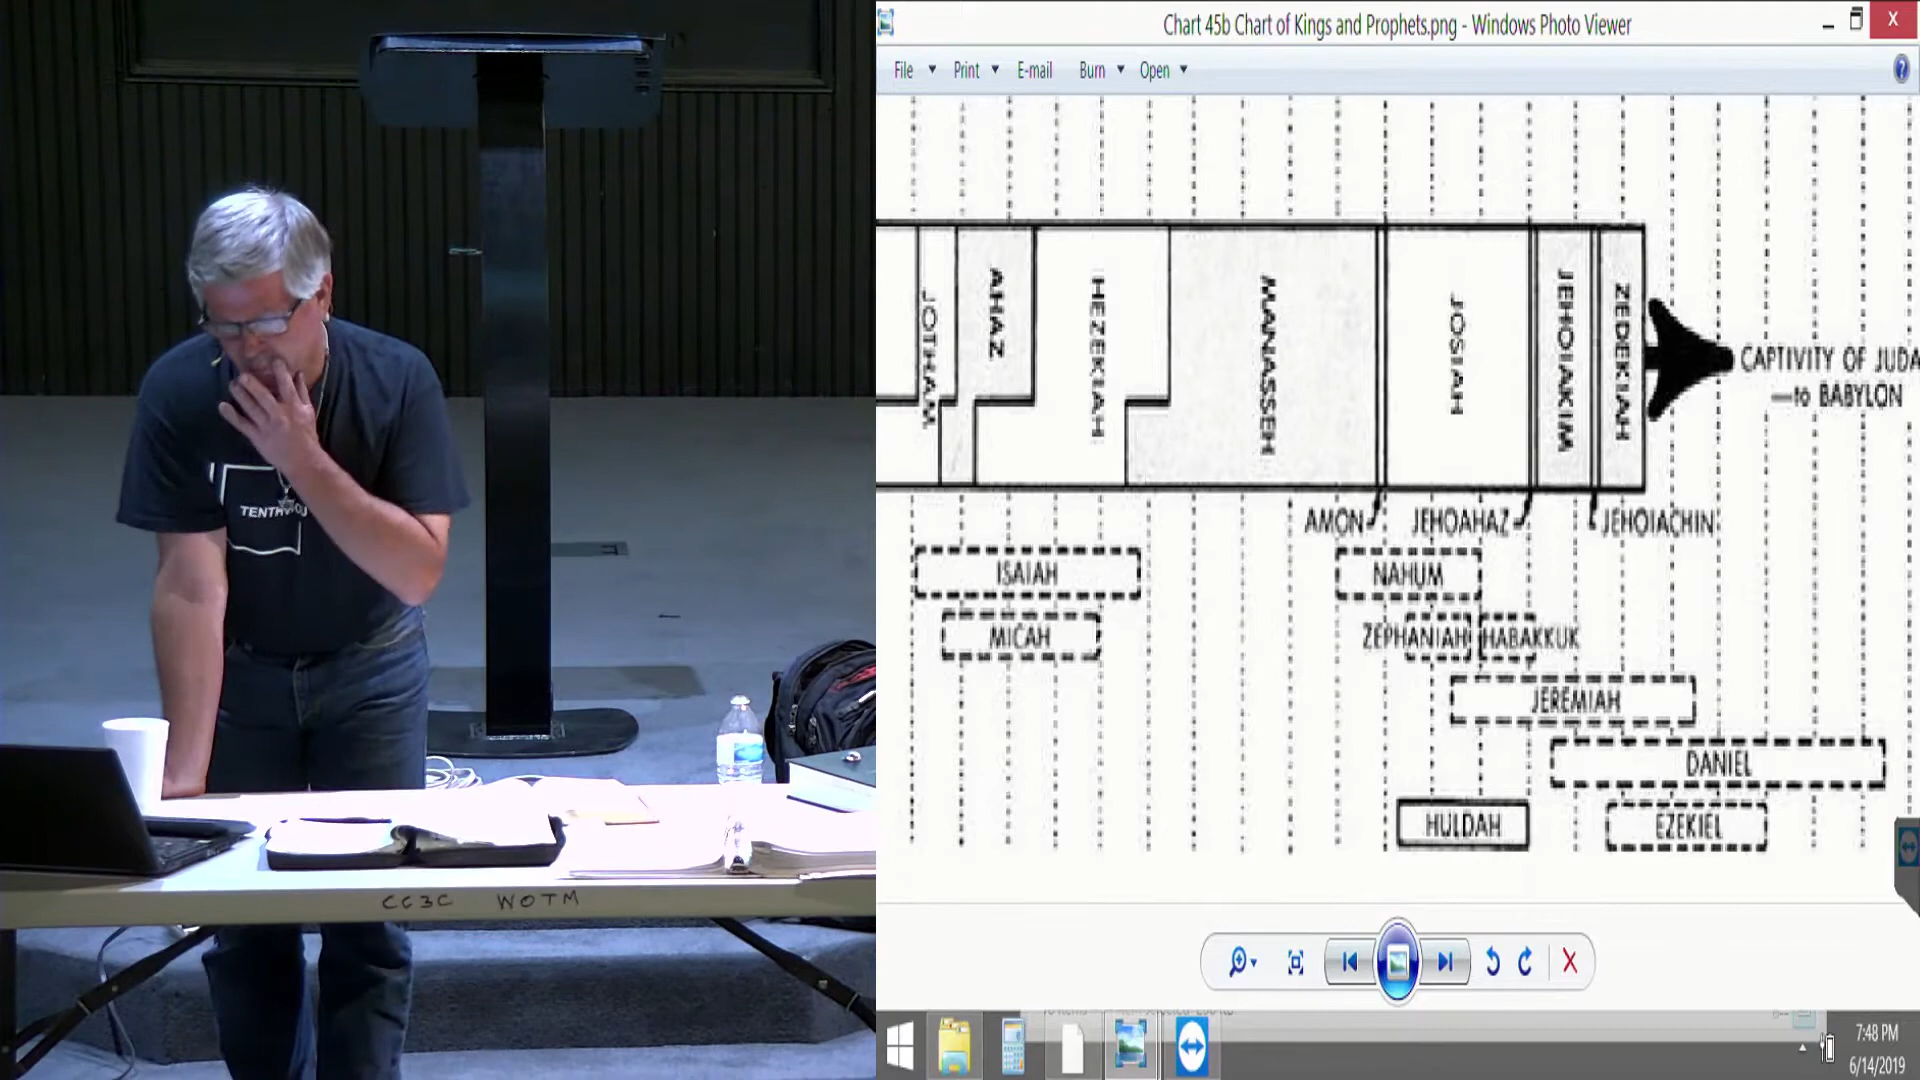 Chart 45b Chart of Kings and Prophets.png - Windows Photo Viewer
File Print E-mail Burn Open
JOTHAM
AHAZ
HEZEKIAH
MANASSEH
JOSIAH
JEHOIAKIM
ZEDEKIAH
CAPTIVITY OF JUDA
—to BABYLON
AMON
JEHOAHAZ
JEHOIACHIN
ISAIAH
NAHUM
MICAH
ZEPHANIAH
HABAKKUK
JEREMIAH
DANIEL
HULDAH
EZEKIEL
CC3C WOTM
7:48 PM
6/14/2019